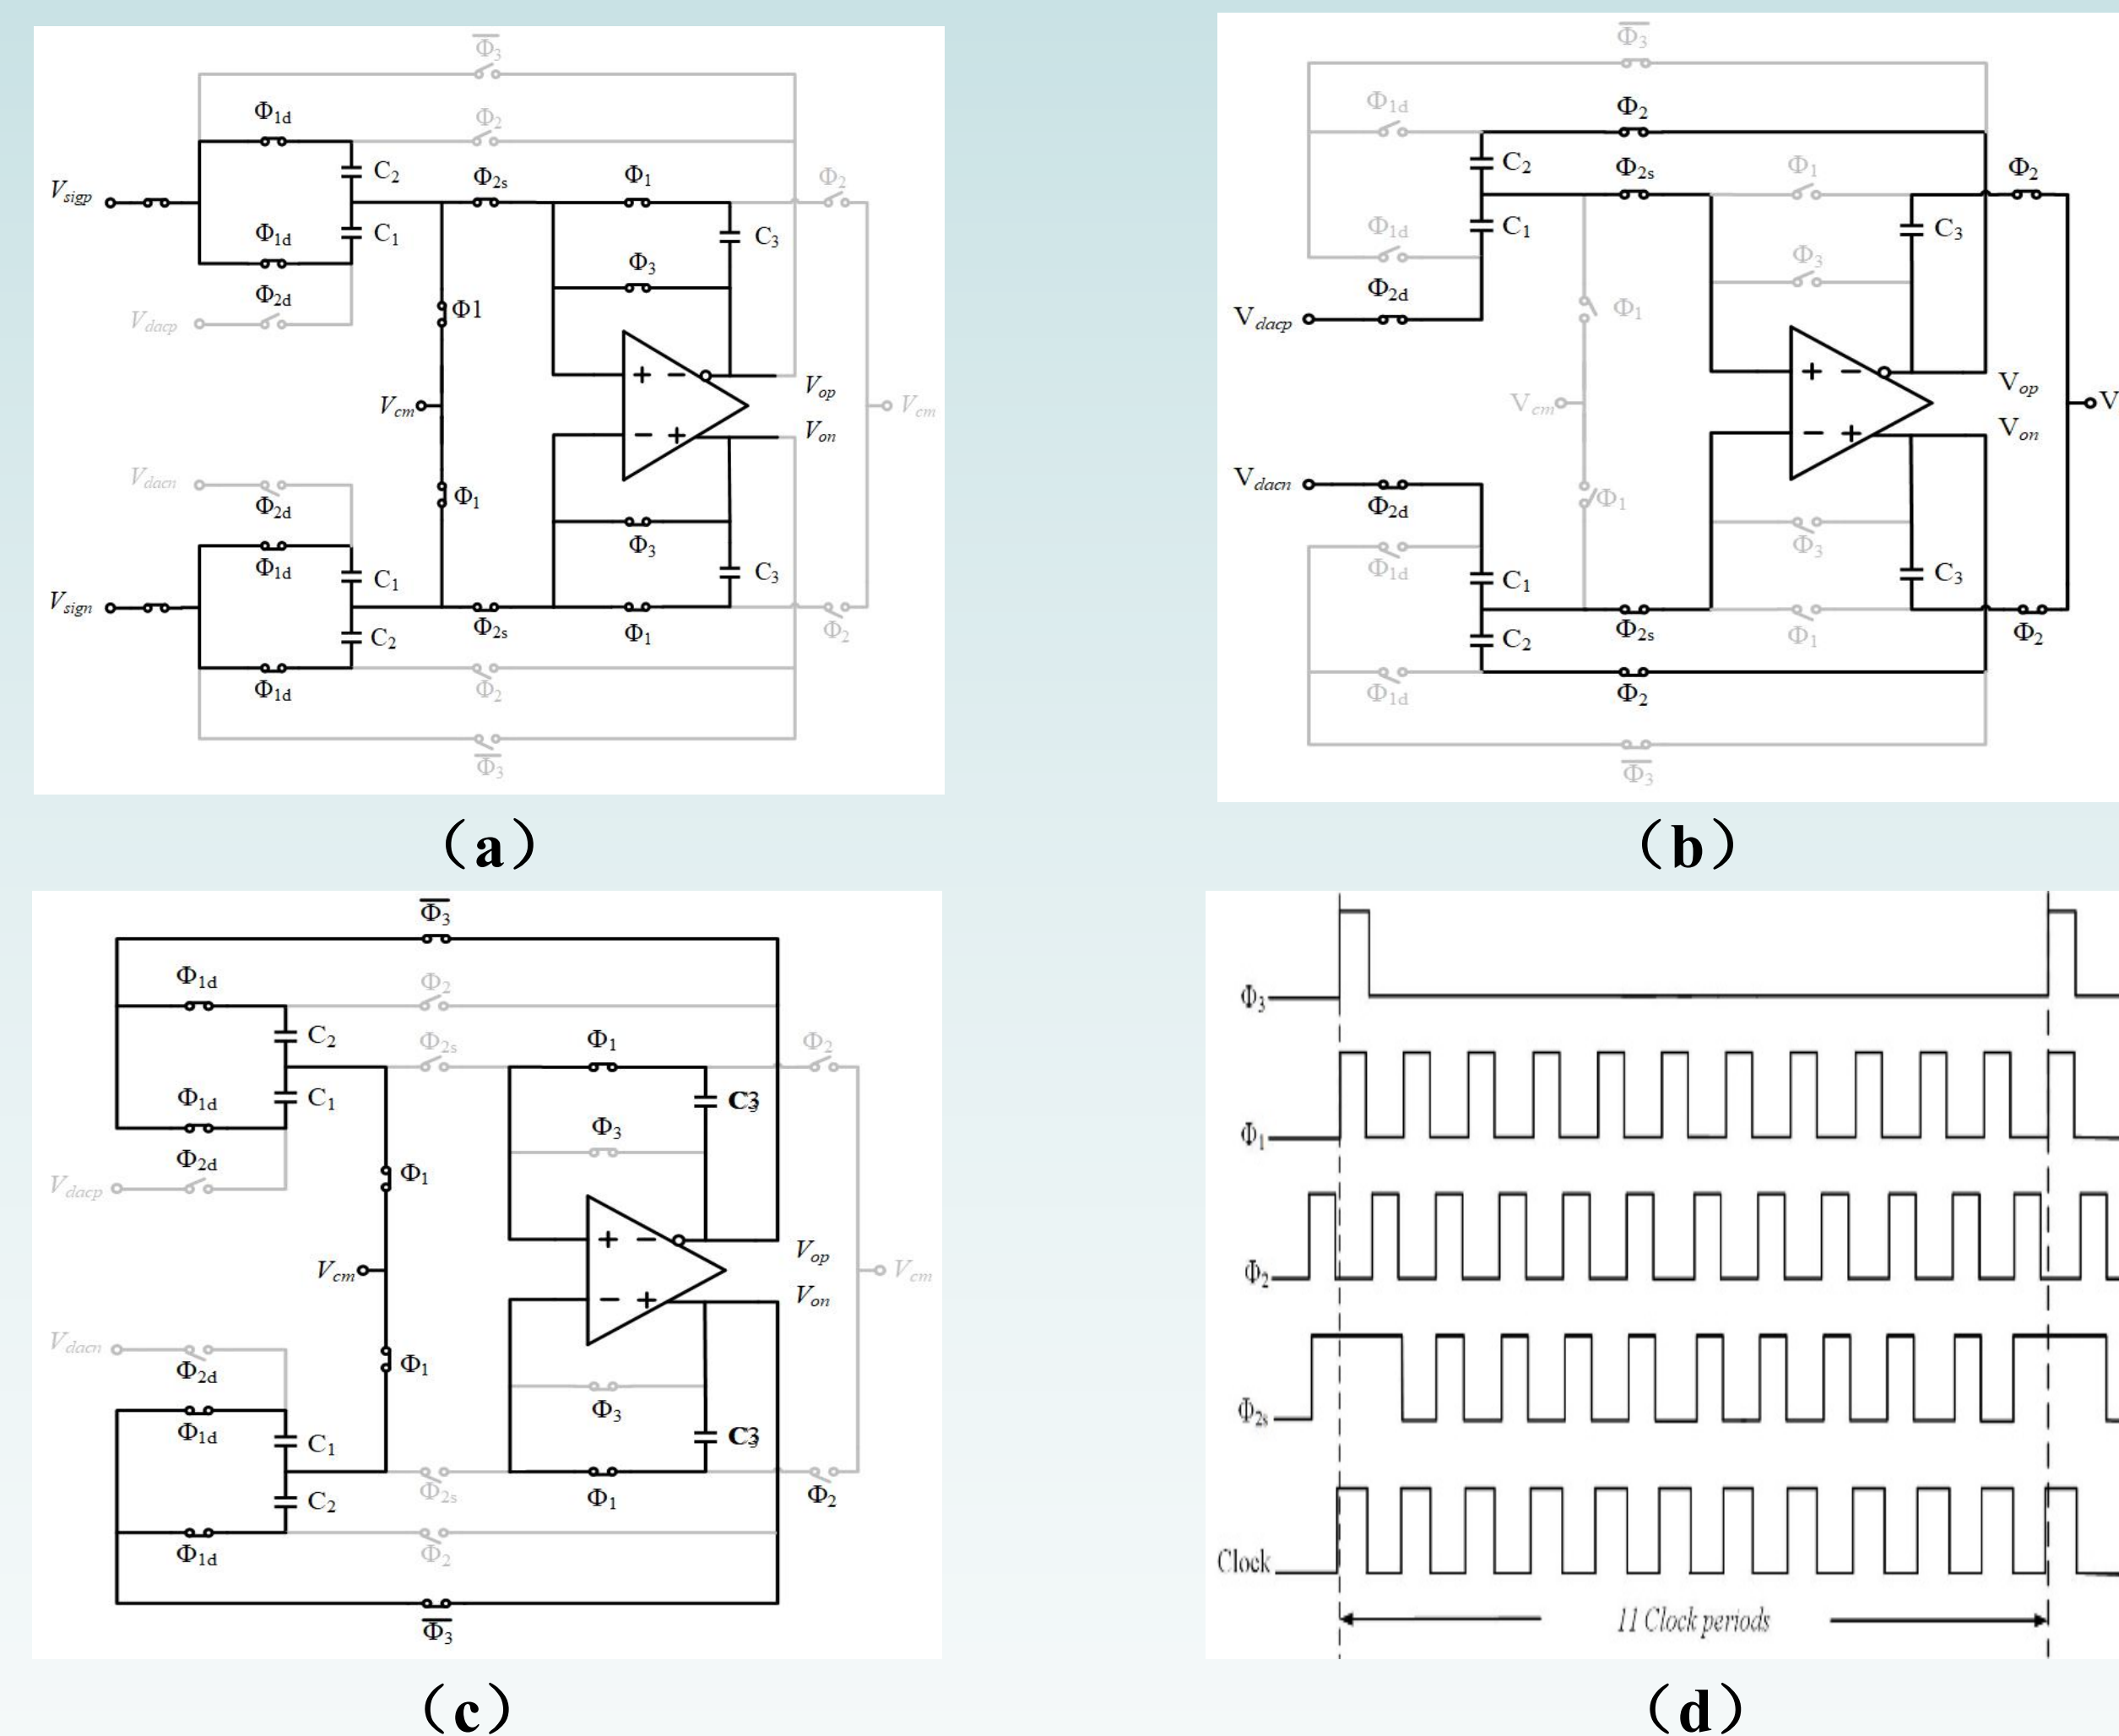 Φ̅3
Φ1d
Φ2
C2
Vsigp
Φ2s
Φ1
Φ2
Φ1d
C1
C3
Φ3
Φ2d
Vdacp
Φ1
+ −
Vop
Vcm
Vcm
Von
− +
Vdacn
Φ1
Φ2d
Φ3
Φ1d
C1
C3
Vsign
Φ2s
Φ1
Φ2
C2
Φ1d
Φ2
Φ̅3
(a)
Φ̅3
Φ1d
Φ2
C2
Φ2s
Φ1
Φ2
Φ1d
C1
C3
Φ3
Φ2d
Vdacp
Φ1
+ −
Vop
Vcm
V
Von
− +
Vdacn
Φ2d
Φ1
Φ3
Φ1d
C1
C3
Φ2s
Φ1
Φ2
C2
Φ1d
Φ2
Φ̅3
(b)
Φ̅3
Φ1d
Φ2
C2
Φ2s
Φ1
Φ2
Φ1d
C1
C3
Φ3
Φ2d
Φ1
Vdacp
+ −
Vop
Vcm
Vcm
Von
− +
Vdacn
Φ1
Φ2d
Φ3
Φ1d
C1
C3
Φ2s
Φ1
Φ2
C2
Φ1d
Φ2
Φ̅3
(c)
Φ3
Φ1
Φ2
Φ2s
Clock
11 Clock periods
(d)